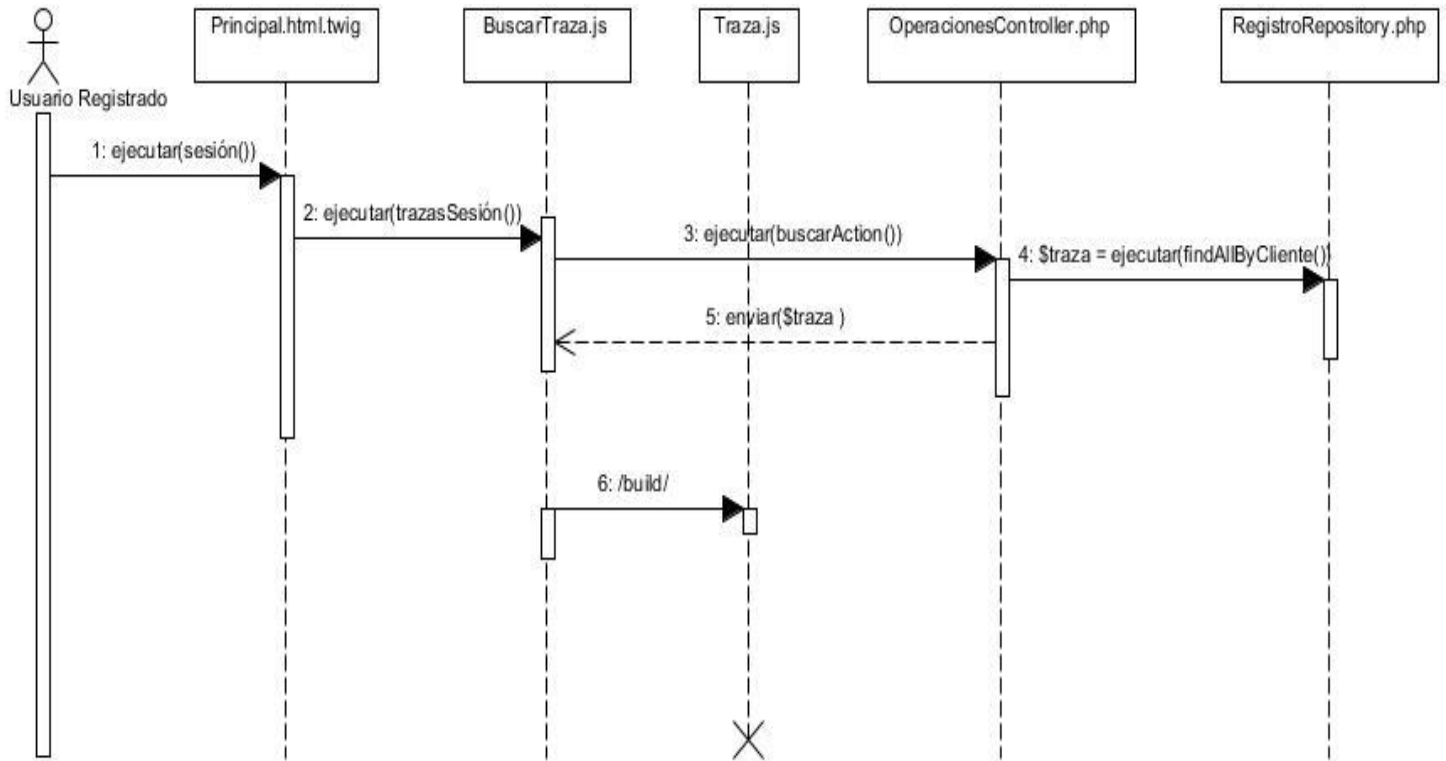 Principal.html.twig
BuscarTraza.js
Traza.js
OperacionesController.php
RegistroRepository.php
Usuario Registrado
1: ejecutar(sesión())
2: ejecutar(trazasSesión())
3: ejecutar(buscarAction())
4: $traza = ejecutar(findAllByCliente())
5: enviar($traza )
6: /build/